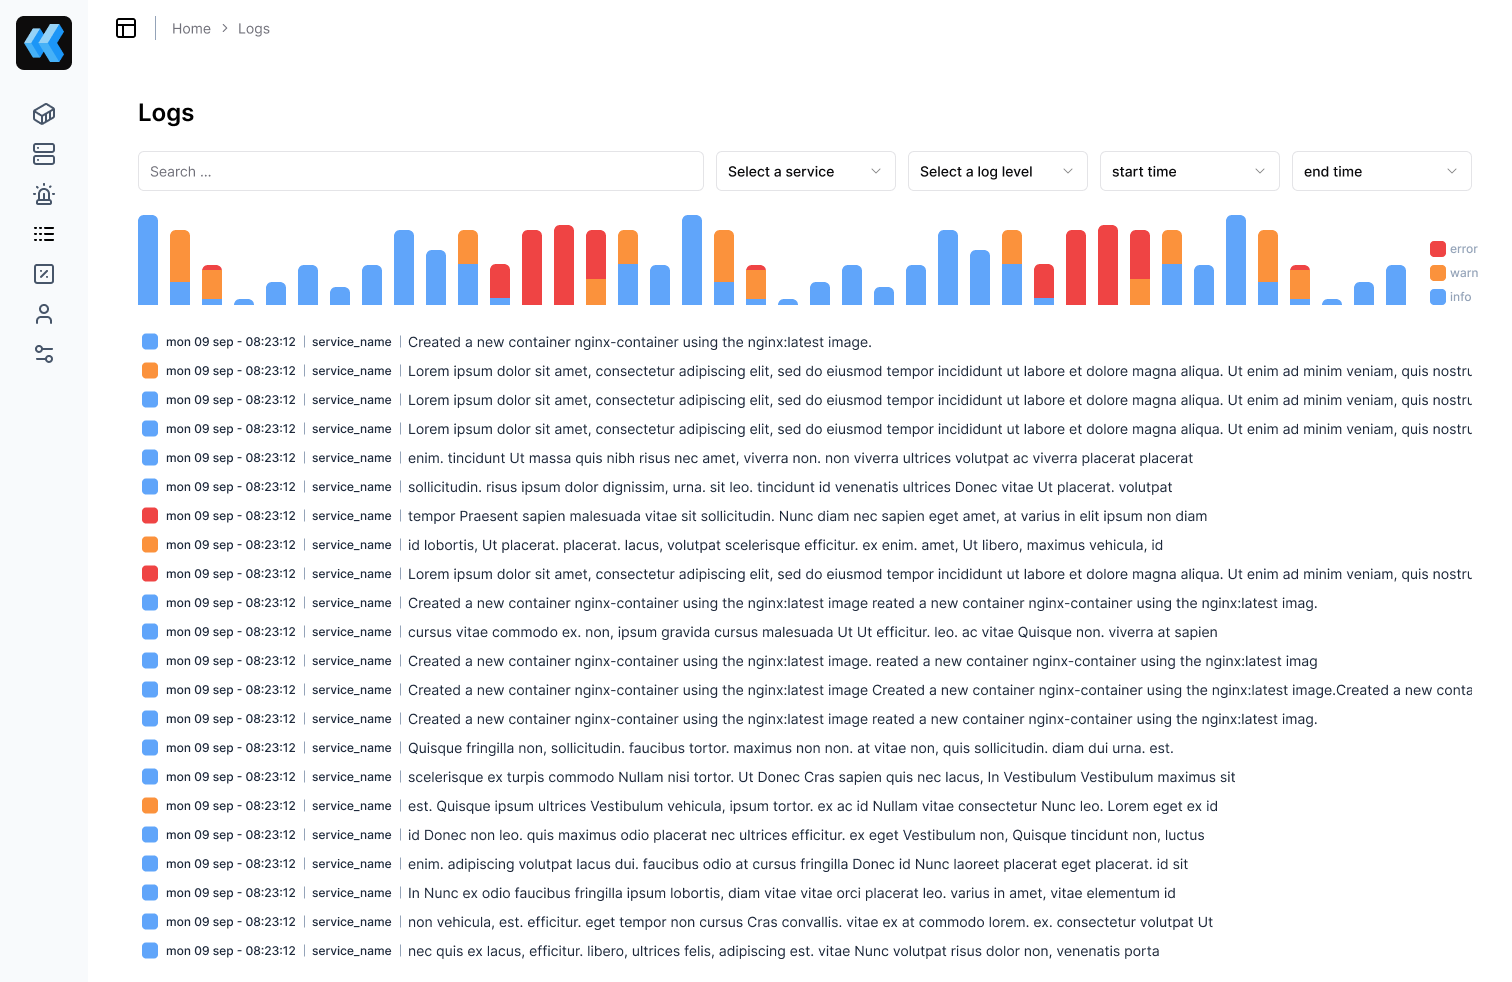 Home > Logs
Logs
Search ...
Select a service
Select a log level
start time
end time
error
warn
info
mon 09 sep - 08:23:12 | service_name | Created a new container nginx-container using the nginx:latest image.
mon 09 sep - 08:23:12 | service_name | Lorem ipsum dolor sit amet, consectetur adipiscing elit, sed do eiusmod tempor incididunt ut labore et dolore magna aliqua. Ut enim ad minim veniam, quis nostru
mon 09 sep - 08:23:12 | service_name | Lorem ipsum dolor sit amet, consectetur adipiscing elit, sed do eiusmod tempor incididunt ut labore et dolore magna aliqua. Ut enim ad minim veniam, quis nostru
mon 09 sep - 08:23:12 | service_name | Lorem ipsum dolor sit amet, consectetur adipiscing elit, sed do eiusmod tempor incididunt ut labore et dolore magna aliqua. Ut enim ad minim veniam, quis nostru
mon 09 sep - 08:23:12 | service_name | enim. tincidunt Ut massa quis nibh risus nec amet, viverra non. non viverra ultrices volutpat ac viverra placerat placerat
mon 09 sep - 08:23:12 | service_name | sollicitudin. risus ipsum dolor dignissim, urna. sit leo. tincidunt id venenatis ultrices Donec vitae Ut placerat. volutpat
mon 09 sep - 08:23:12 | service_name | tempor Praesent sapien malesuada vitae sit sollicitudin. Nunc diam nec sapien eget amet, at varius in elit ipsum non diam
mon 09 sep - 08:23:12 | service_name | id lobortis, Ut placerat. placerat. lacus, volutpat scelerisque efficitur. ex enim. amet, Ut libero, maximus vehicula, id
mon 09 sep - 08:23:12 | service_name | Lorem ipsum dolor sit amet, consectetur adipiscing elit, sed do eiusmod tempor incididunt ut labore et dolore magna aliqua. Ut enim ad minim veniam, quis nostru
mon 09 sep - 08:23:12 | service_name | Created a new container nginx-container using the nginx:latest image reated a new container nginx-container using the nginx:latest imag.
mon 09 sep - 08:23:12 | service_name | cursus vitae commodo ex. non, ipsum gravida cursus malesuada Ut Ut efficitur. leo. ac vitae Quisque non. viverra at sapien
mon 09 sep - 08:23:12 | service_name | Created a new container nginx-container using the nginx:latest image. reated a new container nginx-container using the nginx:latest imag
mon 09 sep - 08:23:12 | service_name | Created a new container nginx-container using the nginx:latest image Created a new container nginx-container using the nginx:latest image.Created a new conta
mon 09 sep - 08:23:12 | service_name | Created a new container nginx-container using the nginx:latest image reated a new container nginx-container using the nginx:latest imag.
mon 09 sep - 08:23:12 | service_name | Quisque fringilla non, sollicitudin. faucibus tortor. maximus non non. at vitae non, quis sollicitudin. diam dui urna. est.
mon 09 sep - 08:23:12 | service_name | scelerisque ex turpis commodo Nullam nisi tortor. Ut Donec Cras sapien quis nec lacus, In Vestibulum Vestibulum maximus sit
mon 09 sep - 08:23:12 | service_name | est. Quisque ipsum ultrices Vestibulum vehicula, ipsum tortor. ex ac id Nullam vitae consectetur Nunc leo. Lorem eget ex id
mon 09 sep - 08:23:12 | service_name | id Donec non leo. quis maximus odio placerat nec ultrices efficitur. ex eget Vestibulum non, Quisque tincidunt non, luctus
mon 09 sep - 08:23:12 | service_name | enim. adipiscing volutpat lacus dui. faucibus odio at cursus fringilla Donec id Nunc laoreet placerat eget placerat. id sit
mon 09 sep - 08:23:12 | service_name | In Nunc ex odio faucibus fringilla ipsum lobortis, diam vitae vitae orci placerat leo. varius in amet, vitae elementum id
mon 09 sep - 08:23:12 | service_name | non vehicula, est. efficitur. eget tempor non cursus Cras convallis. vitae ex at commodo lorem. ex. consectetur volutpat Ut
mon 09 sep - 08:23:12 | service_name | nec quis ex lacus, efficitur. libero, ultrices felis, adipiscing est. vitae Nunc volutpat risus dolor non, venenatis porta